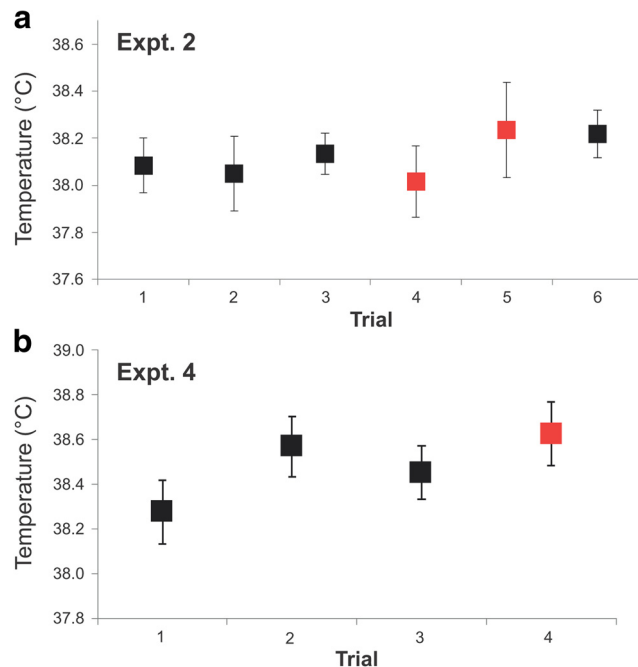 a
Expt. 2
Temperature (°C)
38.6
38.4
38.2
38.0
37.8
37.6
1 2 3 4 5 6
Trial
b
Expt. 4
Temperature (°C)
39.0
38.8
38.6
38.4
38.2
38.0
37.8
1 2 3 4
Trial